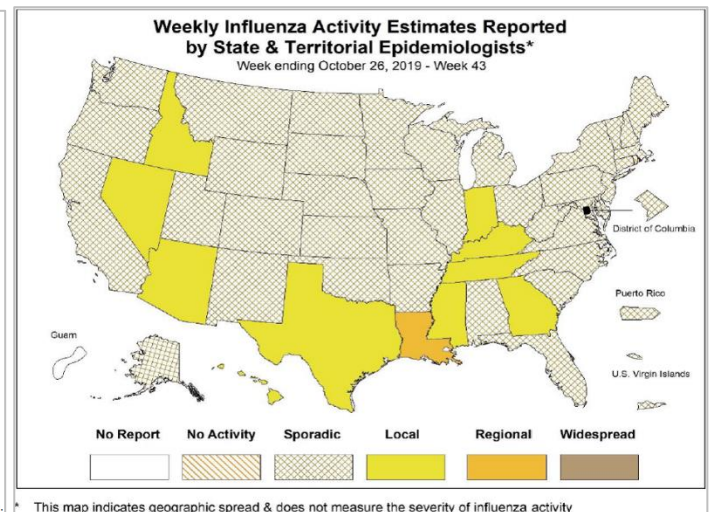 Weekly Influenza Activity Estimates Reported
by State & Territorial Epidemiologists*
Week ending October 26, 2019 - Week 43
District of Columbia
Puerto Rico
Guam
U.S. Virgin Islands
No Report No Activity Sporadic Local Regional Widespread
* This map indicates geographic spread & does not measure the severity of influenza activity